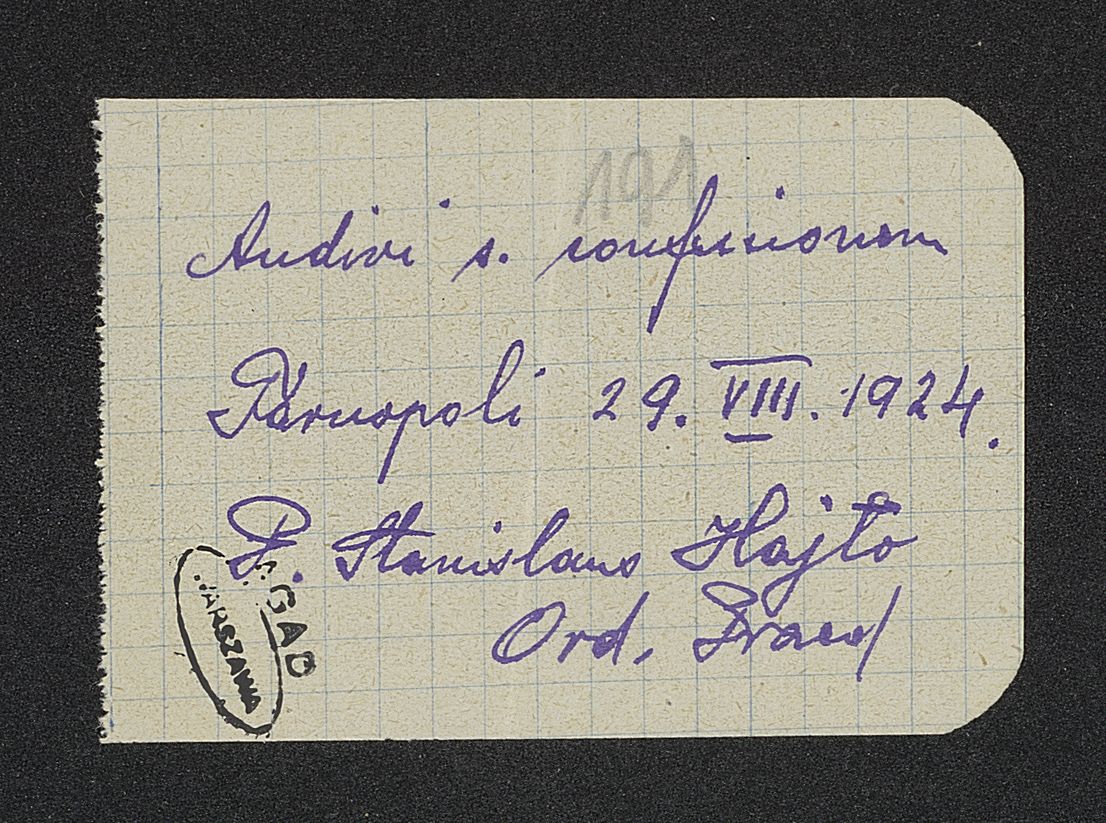 191
Audivi s. confessionem
Tarnopoli 29. VIII. 1924.
P. Stanislaus Hajto
Ord. Praed
AGAD
WARSZAWA